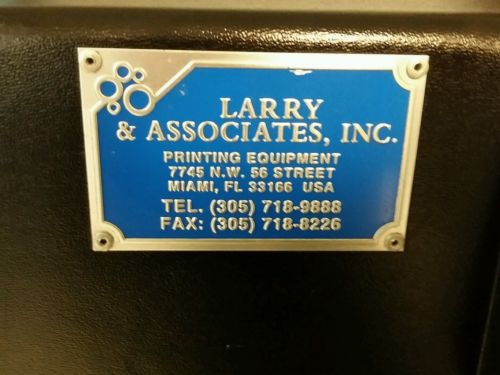 LARRY
& ASSOCIATES, INC.
PRINTING EQUIPMENT
7745 N.W. 56 STREET
MIAMI, FL 33166 USA
TEL. (305) 718-9888
FAX: (305) 718-8226